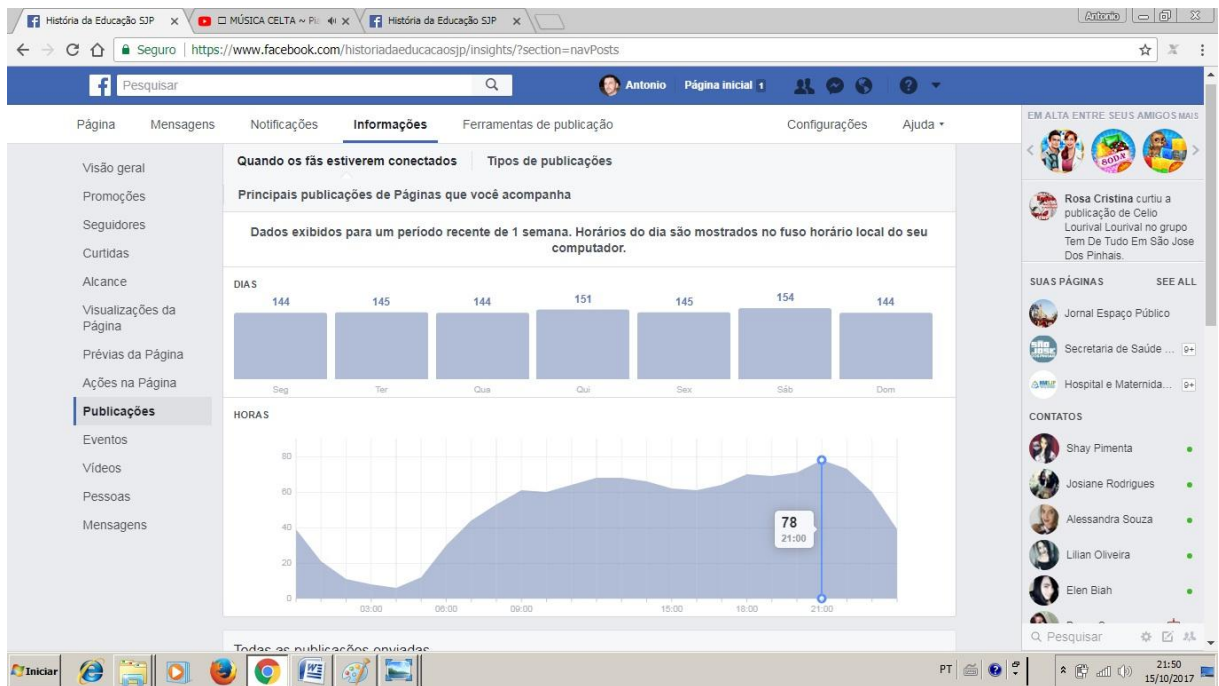 História da Educação SJP
MÚSICA CELTA ~
História da Educação SJP
Antonio
Seguro | https://www.facebook.com/historiadaeducacaosjp/insights/?section=navPosts
Pesquisar
Antonio Página inicial 1
Página Mensagens Notificações Informações Ferramentas de publicação Configurações Ajuda
Visão geral
Promoções
Seguidores
Curtidas
Alcance
Visualizações da
Página
Prévias da Página
Ações na Página
Publicações
Eventos
Vídeos
Pessoas
Mensagens
Quando os fãs estiverem conectados Tipos de publicações
Principais publicações de Páginas que você acompanha
Dados exibidos para um período recente de 1 semana. Horários do dia são mostrados no fuso horário local do seu
computador.
DIAS
144 145 144 151 145 154 144
Seg Ter Qua Qui Sex Sáb Dom
HORAS
80
60
40
20
0
78
21:00
03:00 06:00 09:00 15:00 18:00 21:00
Todas as publicações enviadas
EM ALTA ENTRE SEUS AMIGOS MAIS
SODA
Rosa Cristina curtiu a
publicação de Celio
Lourival Lourival no grupo
Tem De Tudo Em São Jose
Dos Pinhais.
SUAS PÁGINAS SEE ALL
Jornal Espaço Público
Secretaria de Saúde ... 9+
Hospital e Maternida... 9+
CONTATOS
Shay Pimenta
Josiane Rodrigues
Alessandra Souza
Lilian Oliveira
Elen Biah
Pesquisar
Iniciar
PT
21:50
15/10/2017